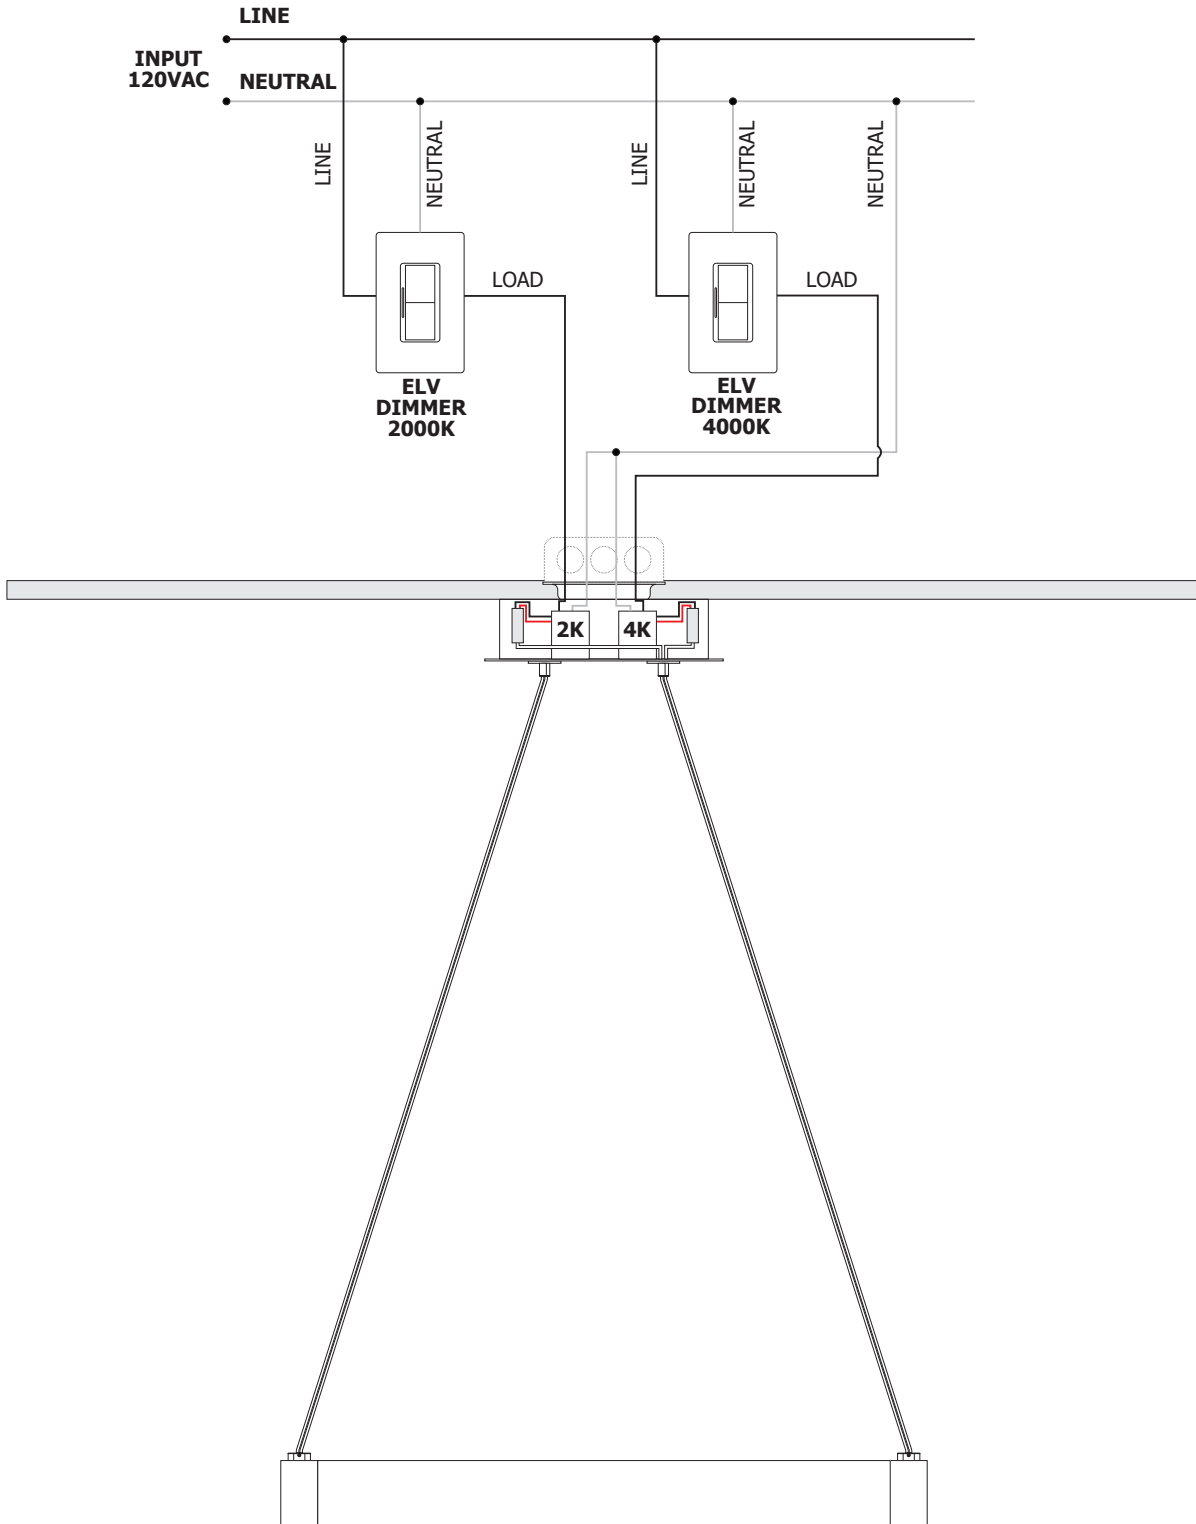 LINE
INPUT
120VAC
NEUTRAL
LINE
NEUTRAL
LINE
NEUTRAL
NEUTRAL
LOAD
LOAD
ELV
DIMMER
2000K
ELV
DIMMER
4000K
2K
4K